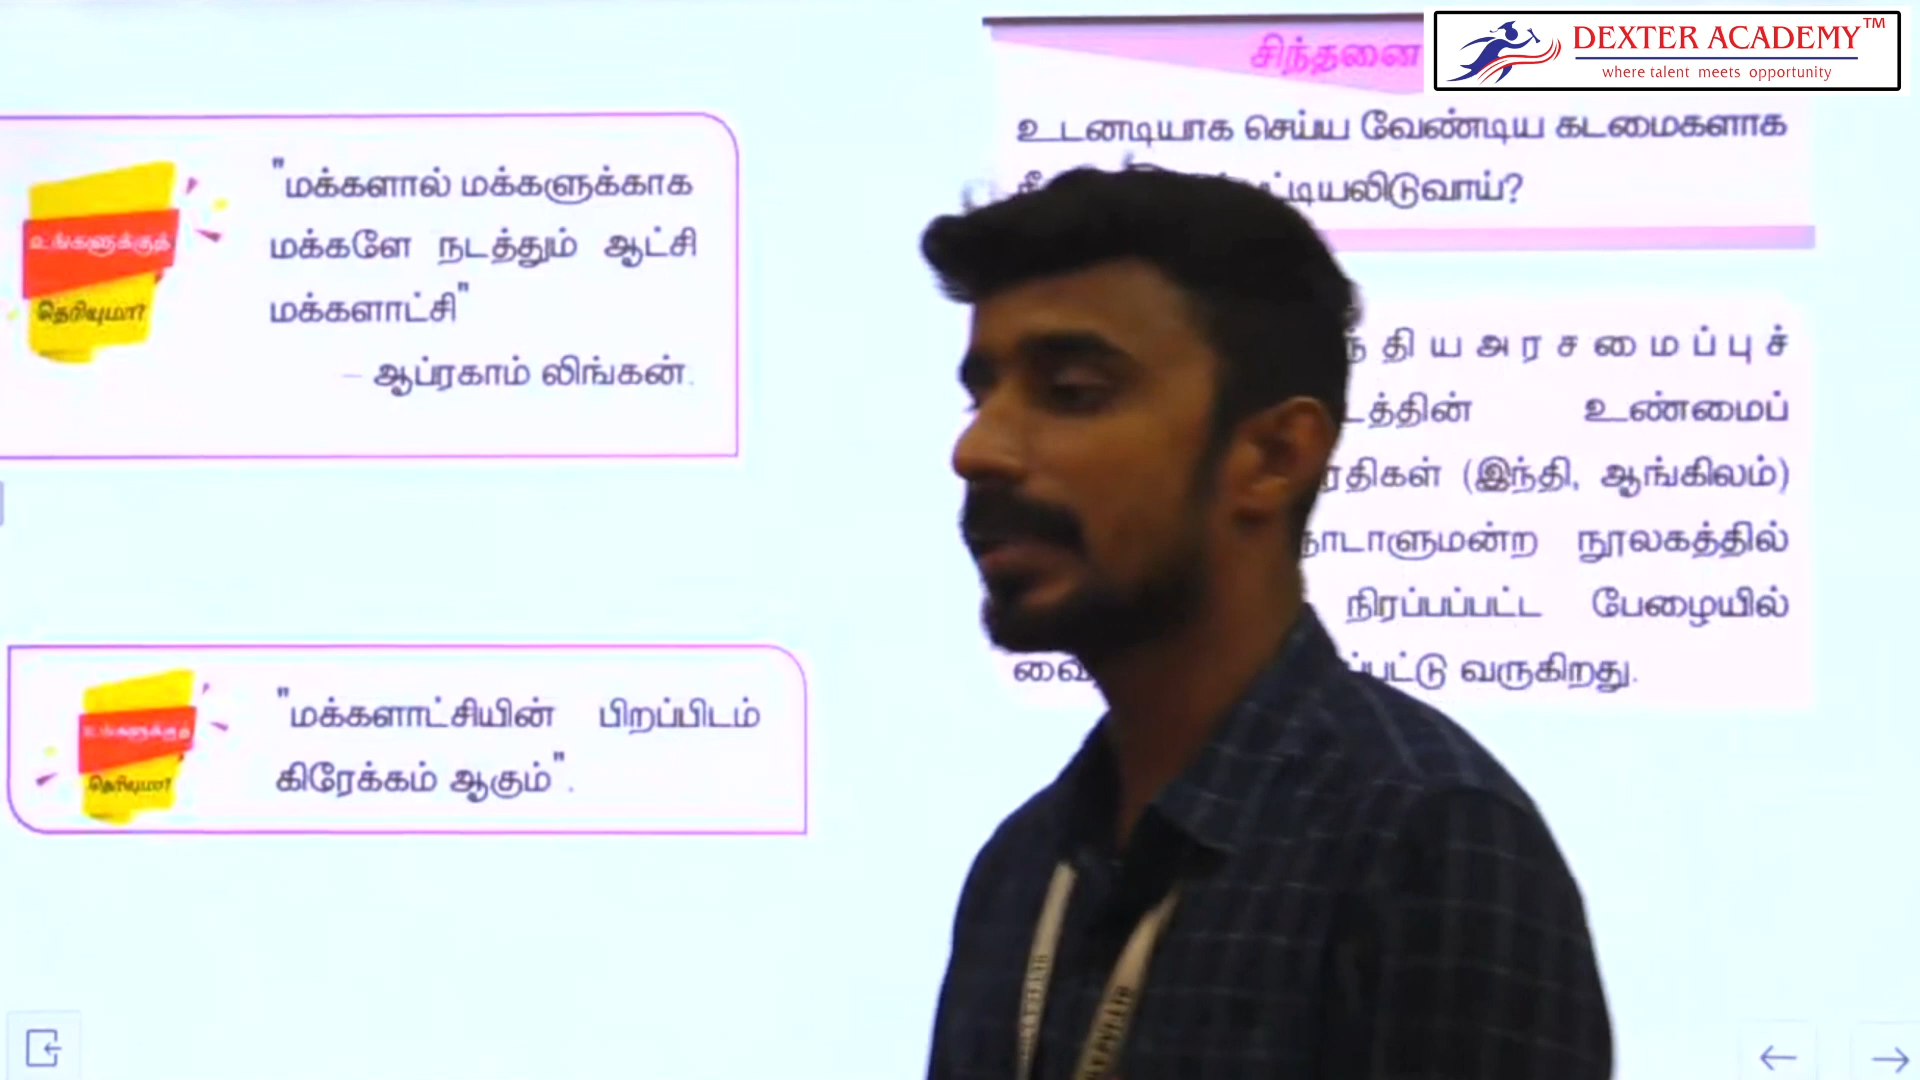 உங்களுக்குத்
தெரியுமா?
"மக்களால் மக்களுக்காக
மக்களே நடத்தும் ஆட்சி
மக்களாட்சி"
– ஆப்ரகாம் லிங்கன்.
உங்களுக்குத்
தெரியுமா?
"மக்களாட்சியின் பிறப்பிடம்
கிரேக்கம் ஆகும்".
DEXTER ACADEMY™
where talent meets opportunity
சிந்தனை
உடனடியாக செய்ய வேண்டிய கடமைகளாக
ட்டியலிடுவாய்?
ந்தியஅரசமைப்புச்
டத்தின் உண்மைப்
ரதிகள் (இந்தி, ஆங்கிலம்)
நாடாளுமன்ற நூலகத்தில்
நிரப்பப்பட்ட பேழையில்
வை ப்பட்டு வருகிறது.